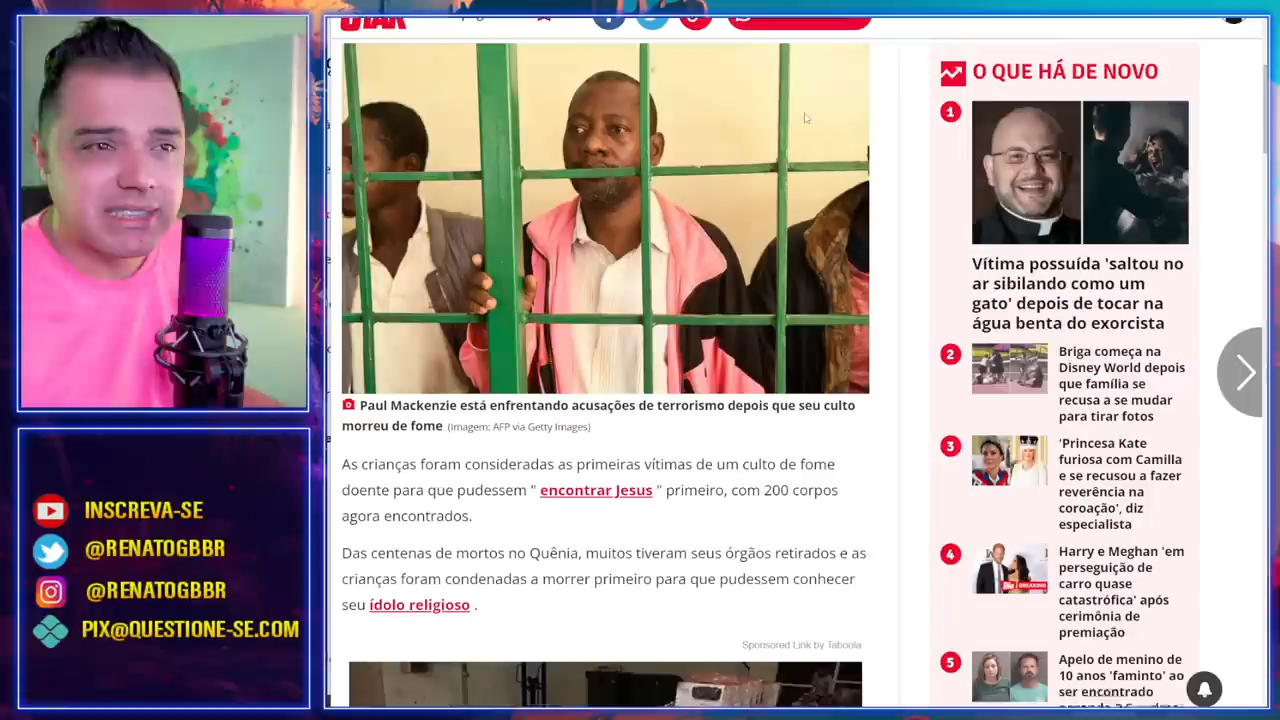 STAR
O QUE HÁ DE NOVO
1
Vítima possuída 'saltou no
ar sibilando como um
gato' depois de tocar na
água benta do exorcista
2
Briga começa na
Disney World depois
que família se
recusa a se mudar
para tirar fotos
3
'Princesa Kate
furiosa com Camilla
e se recusou a fazer
reverência na
coroação', diz
especialista
4
BREAKING
Harry e Meghan 'em
perseguição de
carro quase
catastrófica' após
cerimônia de
premiação
5
Apelo de menino de
10 anos 'faminto' ao
ser encontrado
Paul Mackenzie está enfrentando acusações de terrorismo depois que seu culto
morreu de fome (Imagem: AFP via Getty Images)
As crianças foram consideradas as primeiras vítimas de um culto de fome
doente para que pudessem " encontrar Jesus " primeiro, com 200 corpos
agora encontrados.
Das centenas de mortos no Quênia, muitos tiveram seus órgãos retirados e as
crianças foram condenadas a morrer primeiro para que pudessem conhecer
seu ídolo religioso .
Sponsored Link by Taboola
INSCREVA-SE
@RENATOGBBR
@RENATOGBBR
PIX@QUESTIONE-SE.COM